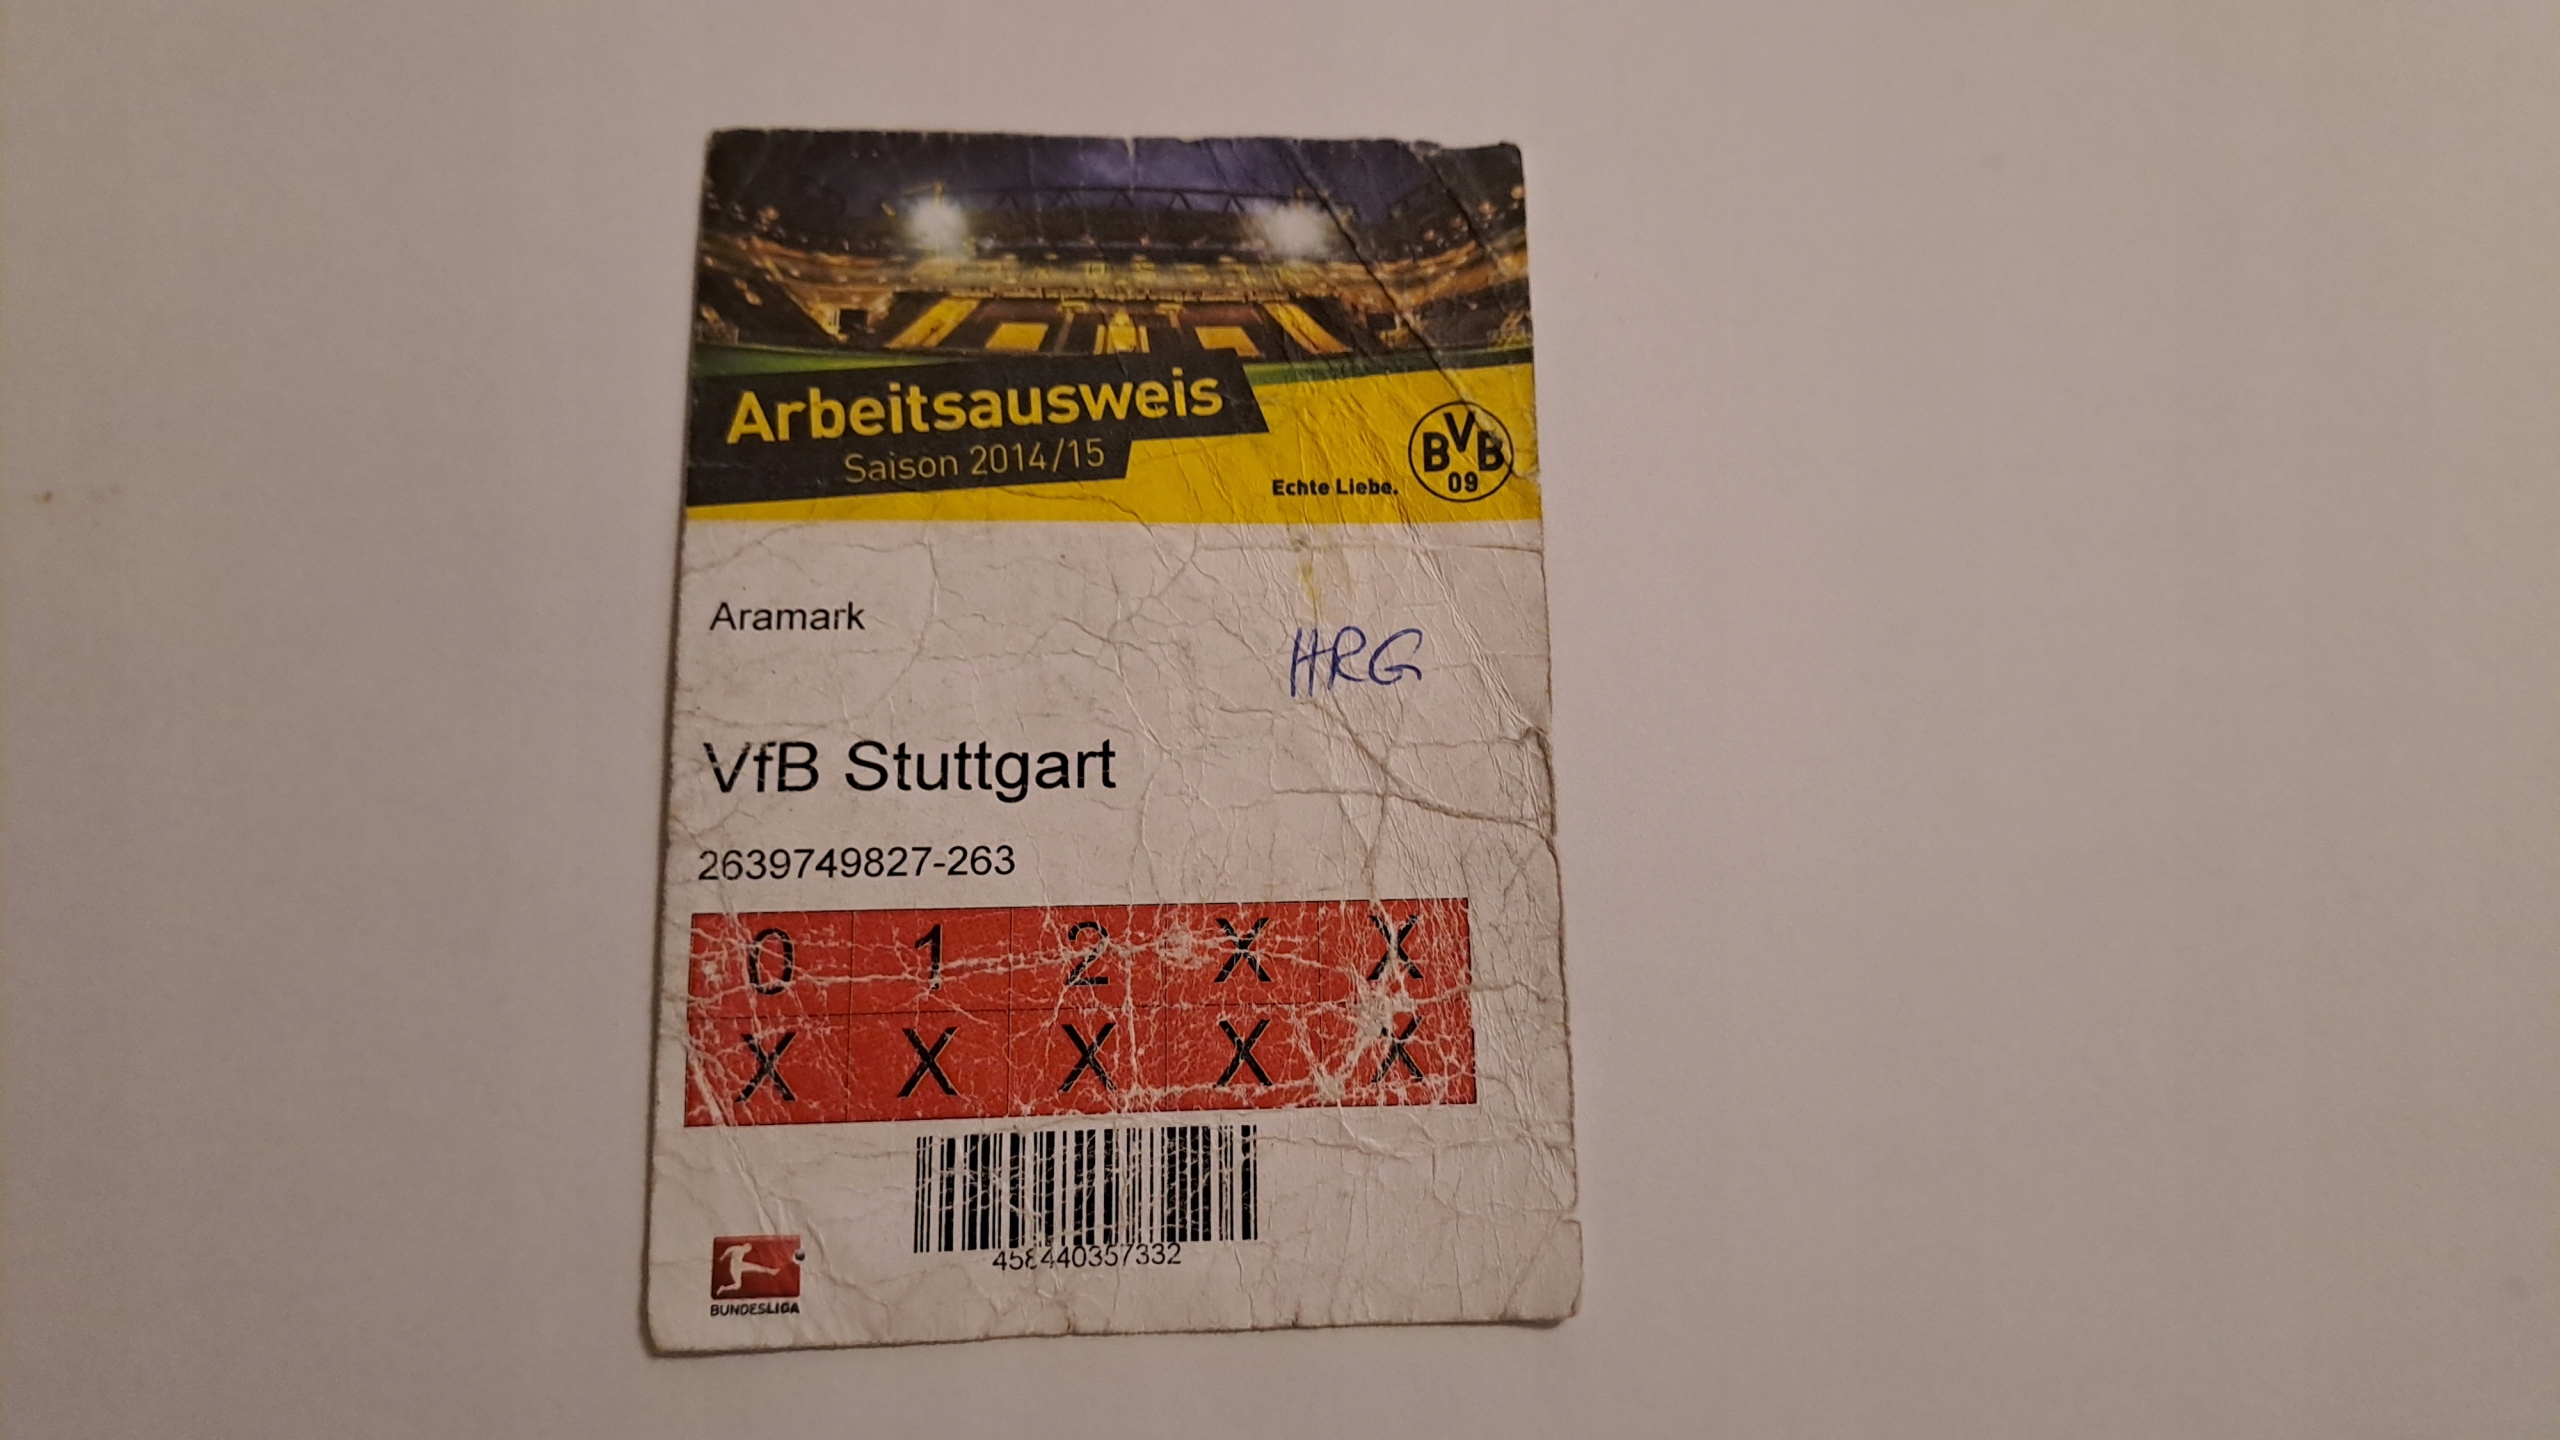 Arbeitsausweis
Saison 2014/15
Echte Liebe.
BVB
09
Aramark
HRG
VfB Stuttgart
2639749827-263
0 1 2 X X
X X X X X
458440357332
BUNDESLIGA